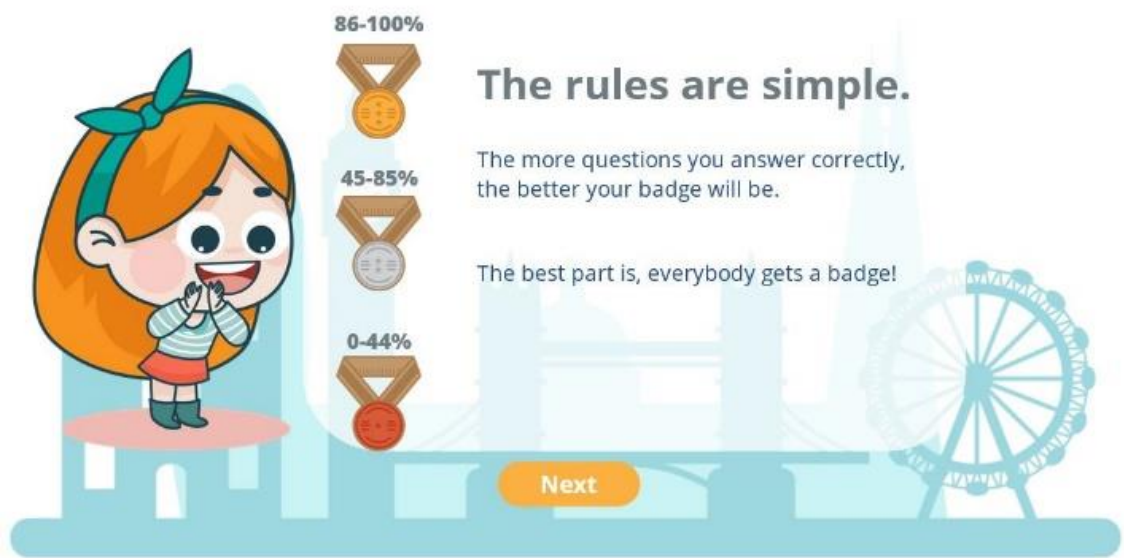 86-100%
45-85%
0-44%
The rules are simple.
The more questions you answer correctly,
the better your badge will be.
The best part is, everybody gets a badge!
Next